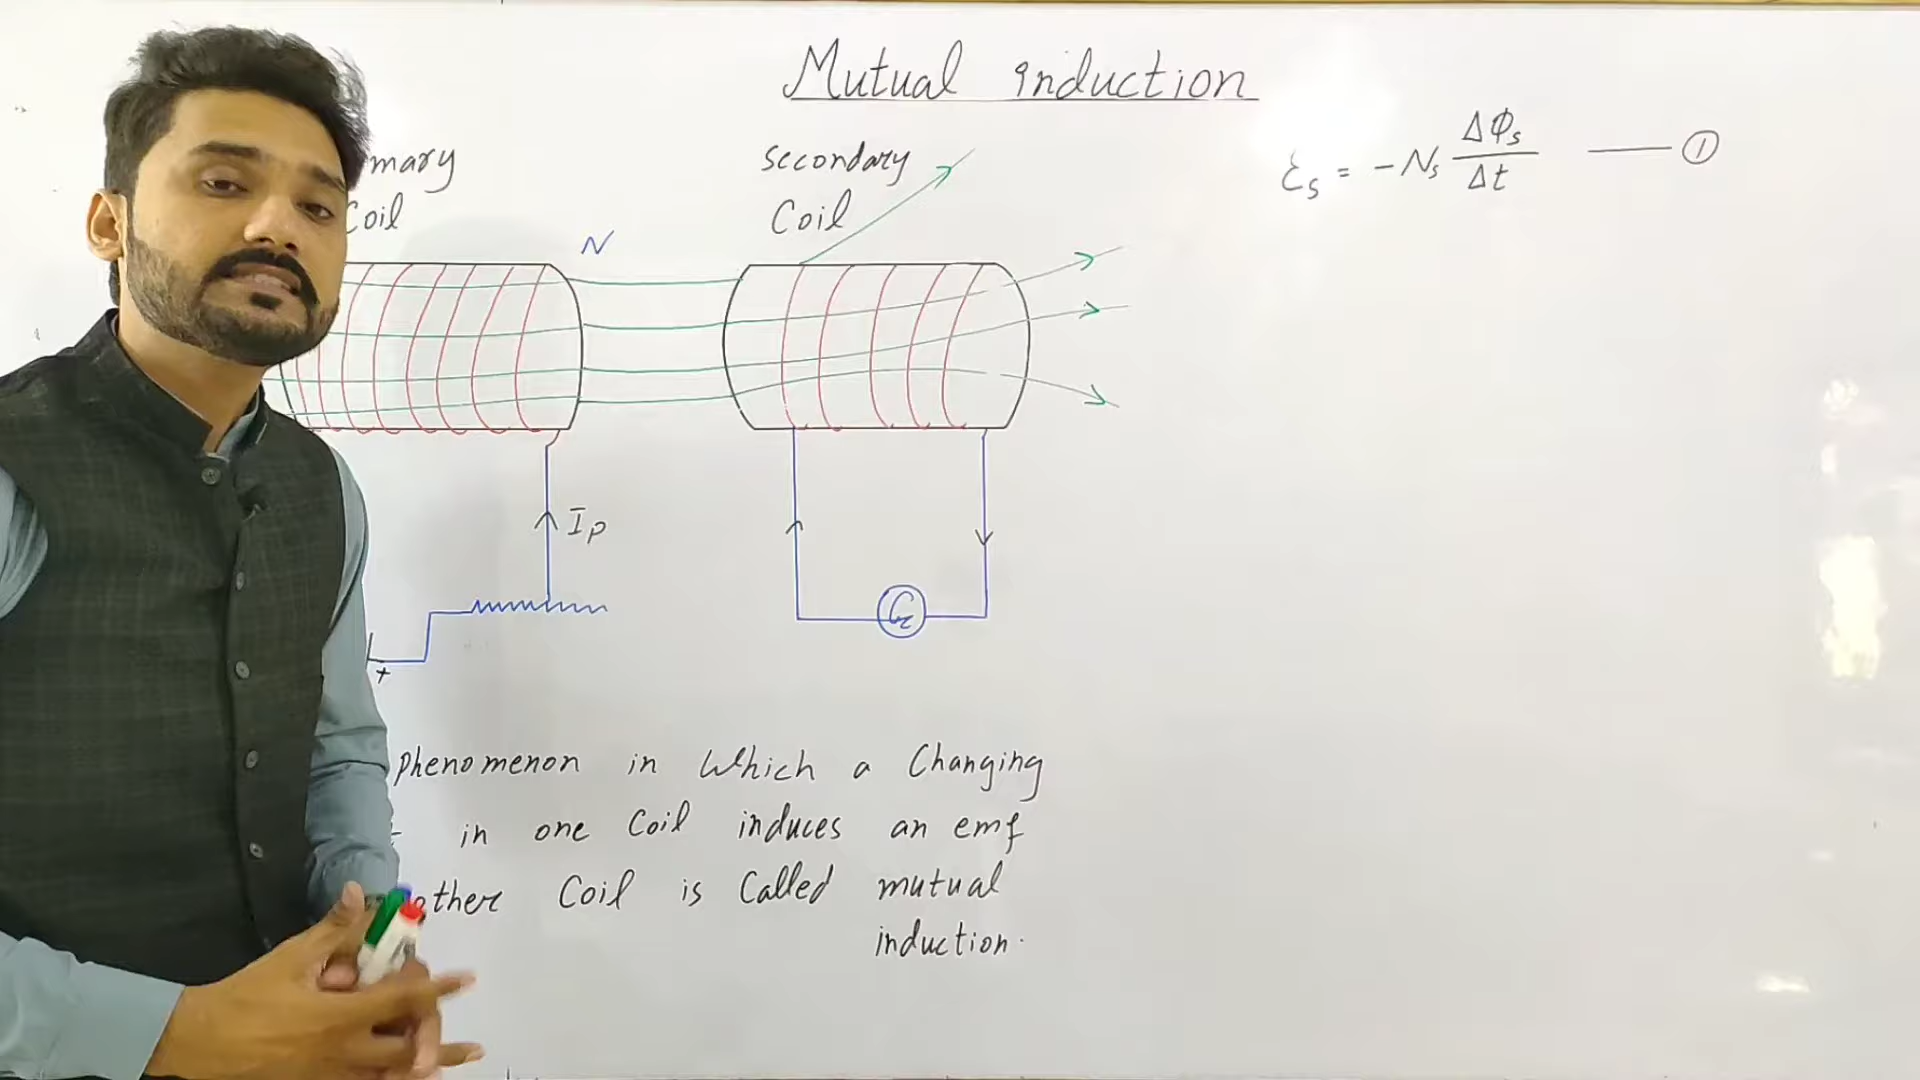 Mutual induction
mary
Coil
secondary
Coil
N
Ɛs = - Ns ΔΦs / Δt —— ①
Ip
G
+
phenomenon in Which a Changing
in one Coil induces an emf
other Coil is Called mutual
induction.